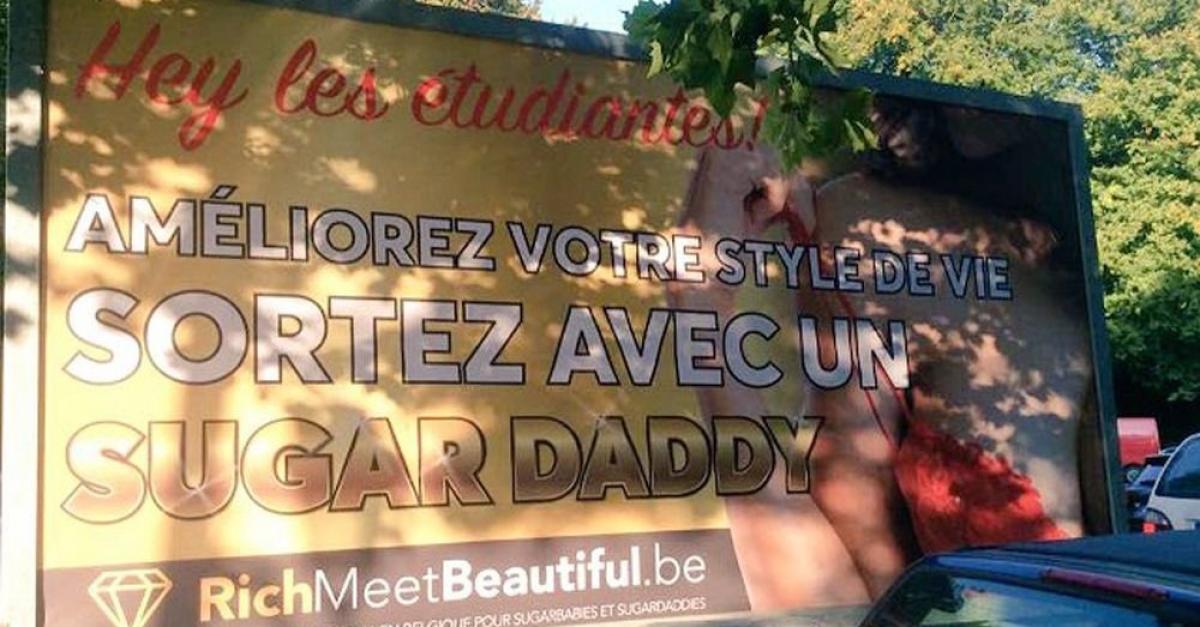 Hey les étudiantes!
AMÉLIOREZ VOTRE STYLE DE VIE
SORTEZ AVEC UN
SUGAR DADDY
RichMeetBeautiful.be
EN BELGIQUE POUR SUGARBABIES ET SUGARDADDIES